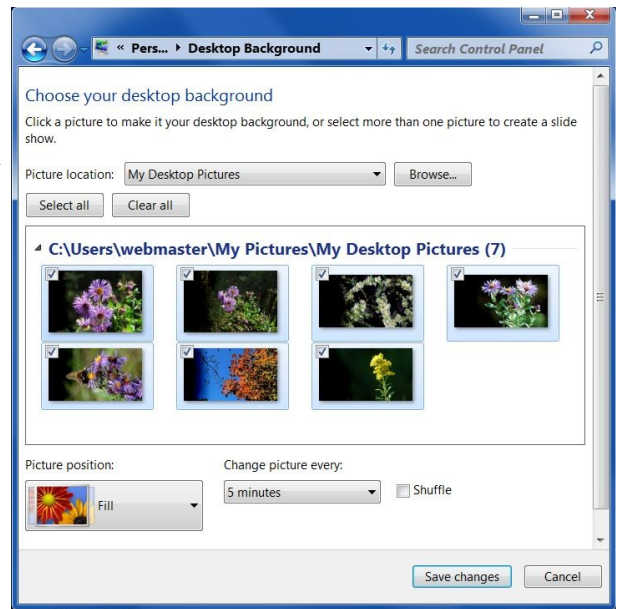 « Pers... ▸ Desktop Background
Search Control Panel
Choose your desktop background
Click a picture to make it your desktop background, or select more than one picture to create a slide
show.
Picture location: My Desktop Pictures Browse...
Select all Clear all
C:\Users\webmaster\My Pictures\My Desktop Pictures (7)
Picture position: Change picture every:
Fill 5 minutes Shuffle
Save changes Cancel